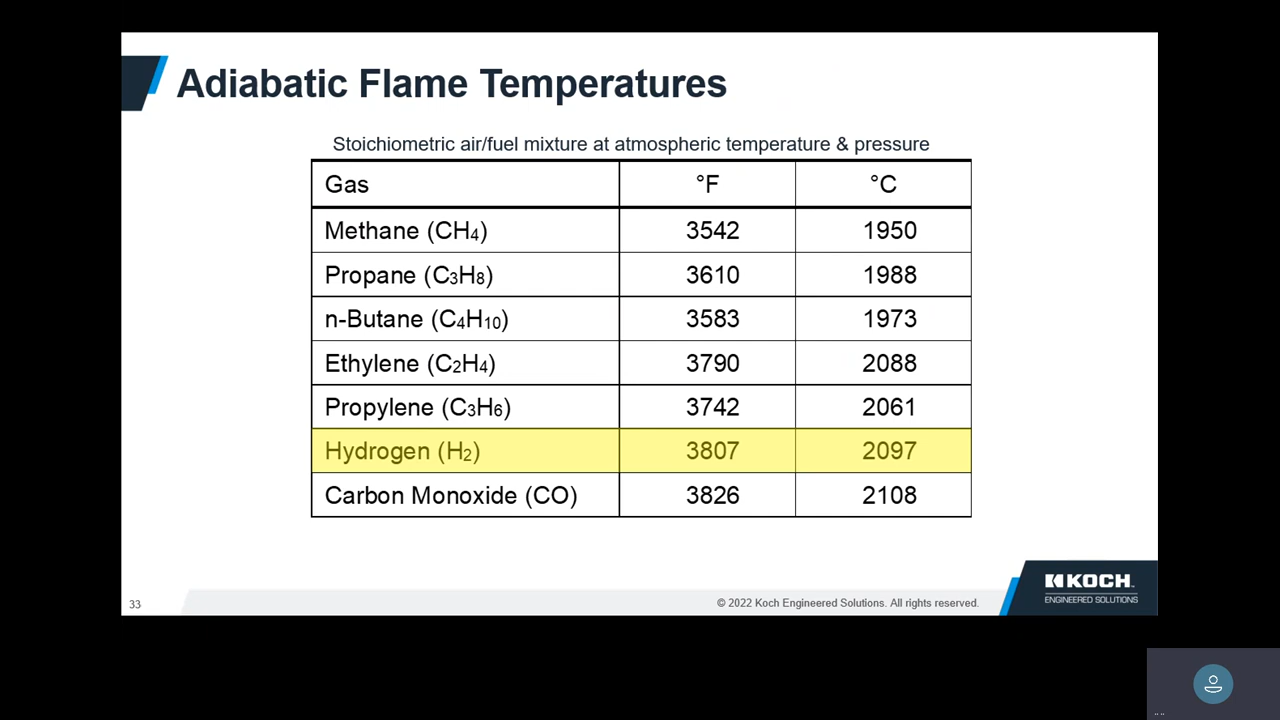 Adiabatic Flame Temperatures
Stoichiometric air/fuel mixture at atmospheric temperature & pressure
Gas °F °C
Methane (CH4) 3542 1950
Propane (C3H8) 3610 1988
n-Butane (C4H10) 3583 1973
Ethylene (C2H4) 3790 2088
Propylene (C3H6) 3742 2061
Hydrogen (H2) 3807 2097
Carbon Monoxide (CO) 3826 2108
33
© 2022 Koch Engineered Solutions. All rights reserved.
KOCH
ENGINEERED SOLUTIONS